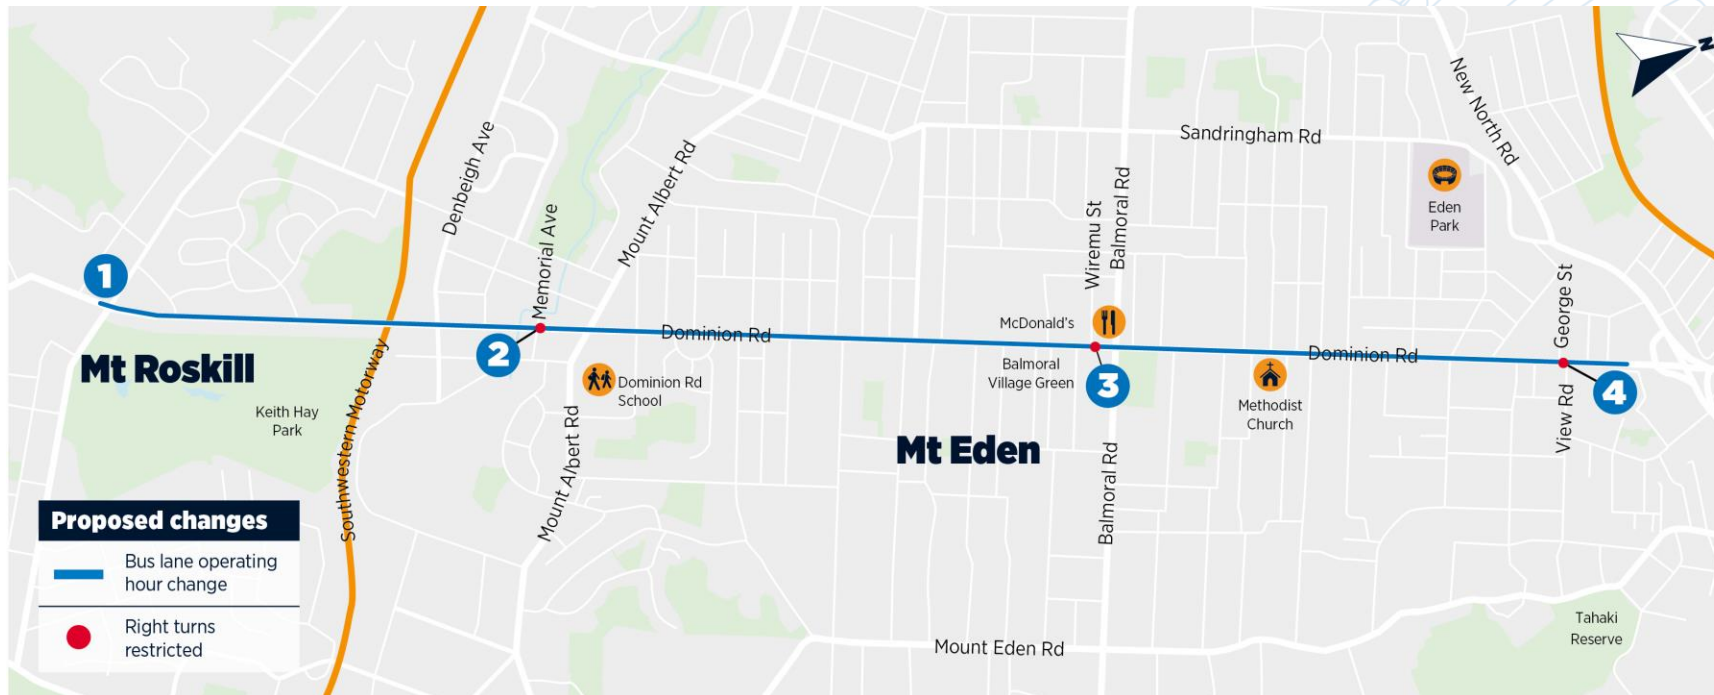 N
New North Rd
Sandringham Rd
Denbeigh Ave
Mount Albert Rd
Eden
Park
Memorial Ave
Wiremu St
Balmoral Rd
1
George St
McDonald's
Dominion Rd
2
Dominion Rd
Mt Roskill
Balmoral
Village Green
3
4
Dominion Rd
School
Keith Hay
Park
Southwestern Motorway
Methodist
Church
View Rd
Mt Eden
Mount Albert Rd
Balmoral Rd
Proposed changes
Bus lane operating
hour change
Right turns
restricted
Mount Eden Rd
Tahaki
Reserve